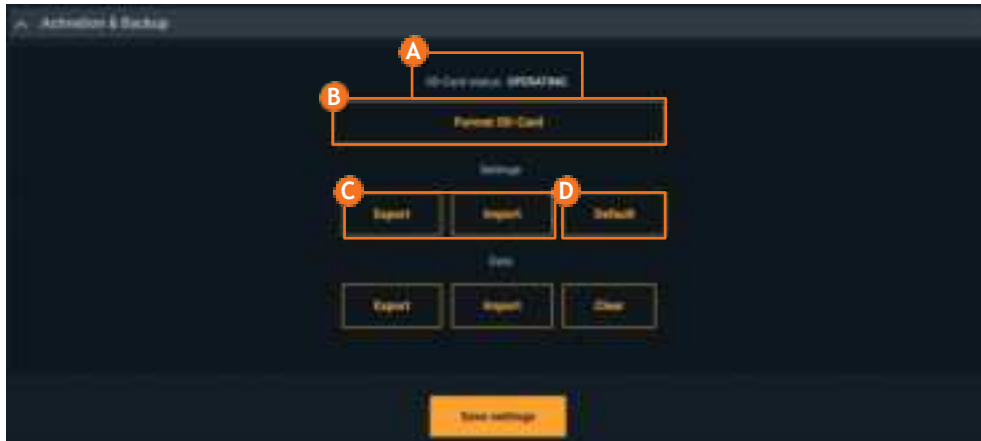 Activation & Backup
A
SD-Card status: OPERATING
B
Format SD-Card
Settings
C D
Export Import Default
Data
Export Import Clear
Save settings